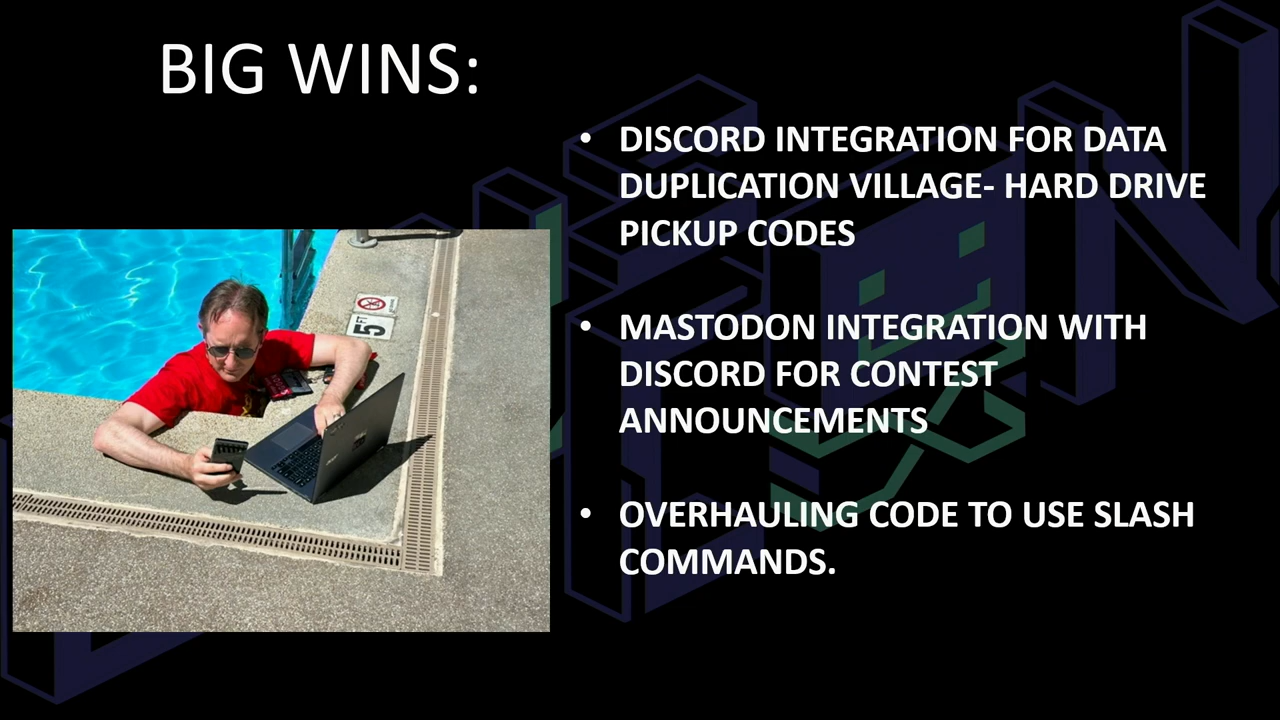 BIG WINS:
• DISCORD INTEGRATION FOR DATA
DUPLICATION VILLAGE- HARD DRIVE
PICKUP CODES
• MASTODON INTEGRATION WITH
DISCORD FOR CONTEST
ANNOUNCEMENTS
• OVERHAULING CODE TO USE SLASH
COMMANDS.
5 FT